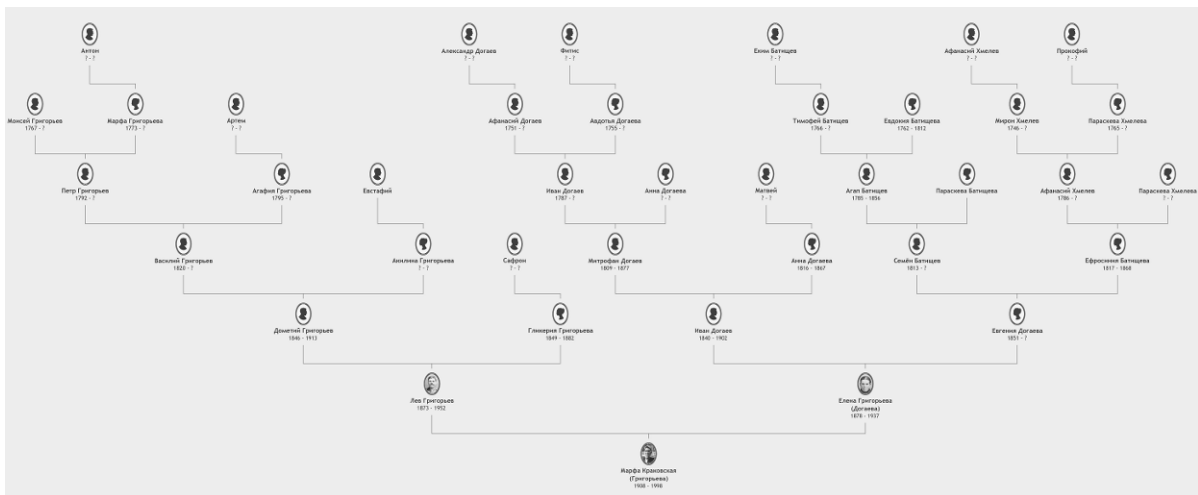 Антон
? - ?
Александр Догаев
? - ?
Фитис
? - ?
Еким Батищев
? - ?
Афанасий Хмелев
? - ?
Прокофий
? - ?
Моисей Григорьев
1767 - ?
Марфа Григорьева
1773 - ?
Артем
? - ?
Афанасий Догаев
1751 - ?
Авдотья Догаева
1755 - ?
Тимофей Батищев
1766 - ?
Евдокия Батищева
1762 - 1812
Мирон Хмелев
1746 - ?
Параскева Хмелева
1765 - ?
Петр Григорьев
1792 - ?
Агафия Григорьева
1795 - ?
Евстафий
Иван Догаев
1787 - ?
Анна Догаева
? - ?
Матвей
? - ?
Агап Батищев
1785 - 1856
Параскева Батищева
Афанасий Хмелев
1786 - ?
Параскева Хмелева
? - ?
Василий Григорьев
1820 - ?
Акилина Григорьева
? - ?
Сафрон
? - ?
Митрофан Догаев
1809 - 1877
Анна Догаева
1816 - 1867
Семён Батищев
1813 - ?
Ефросиния Батищева
1817 - 1868
Дометий Григорьев
1846 - 1913
Гликерия Григорьева
1849 - 1882
Иван Догаев
1840 - 1902
Евгения Догаева
1851 - ?
Лев Григорьев
1873 - 1952
Елена Григорьева
(Догаева)
1878 - 1937
Марфа Краковская
(Григорьева)
1908 - 1998